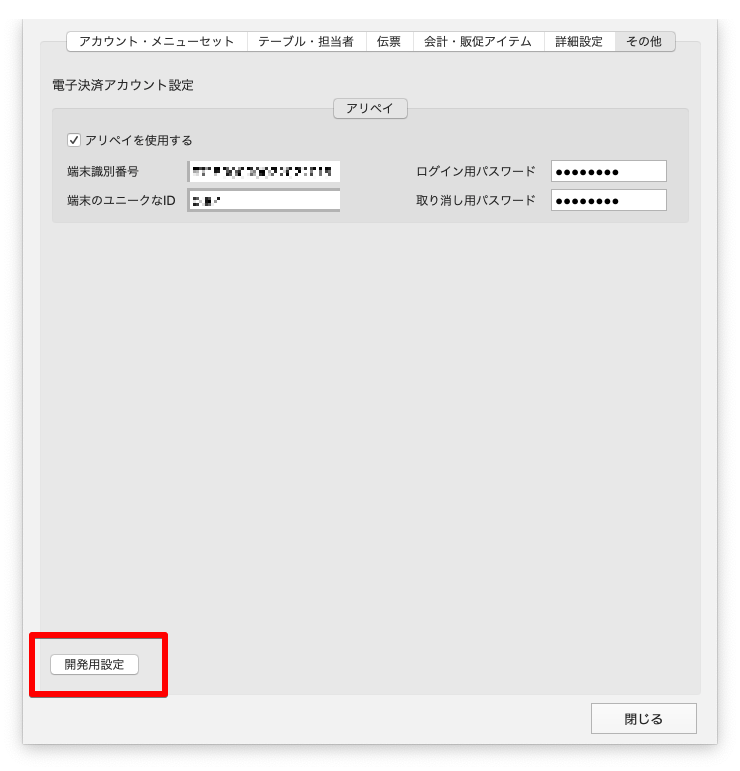 アカウント・メニューセット テーブル・担当者 伝票 会計・販促アイテム 詳細設定 その他
電子決済アカウント設定
アリペイ
アリペイを使用する
端末識別番号 ログイン用パスワード ●●●●●●●●
端末のユニークなID 取り消し用パスワード ●●●●●●●●
開発用設定
閉じる